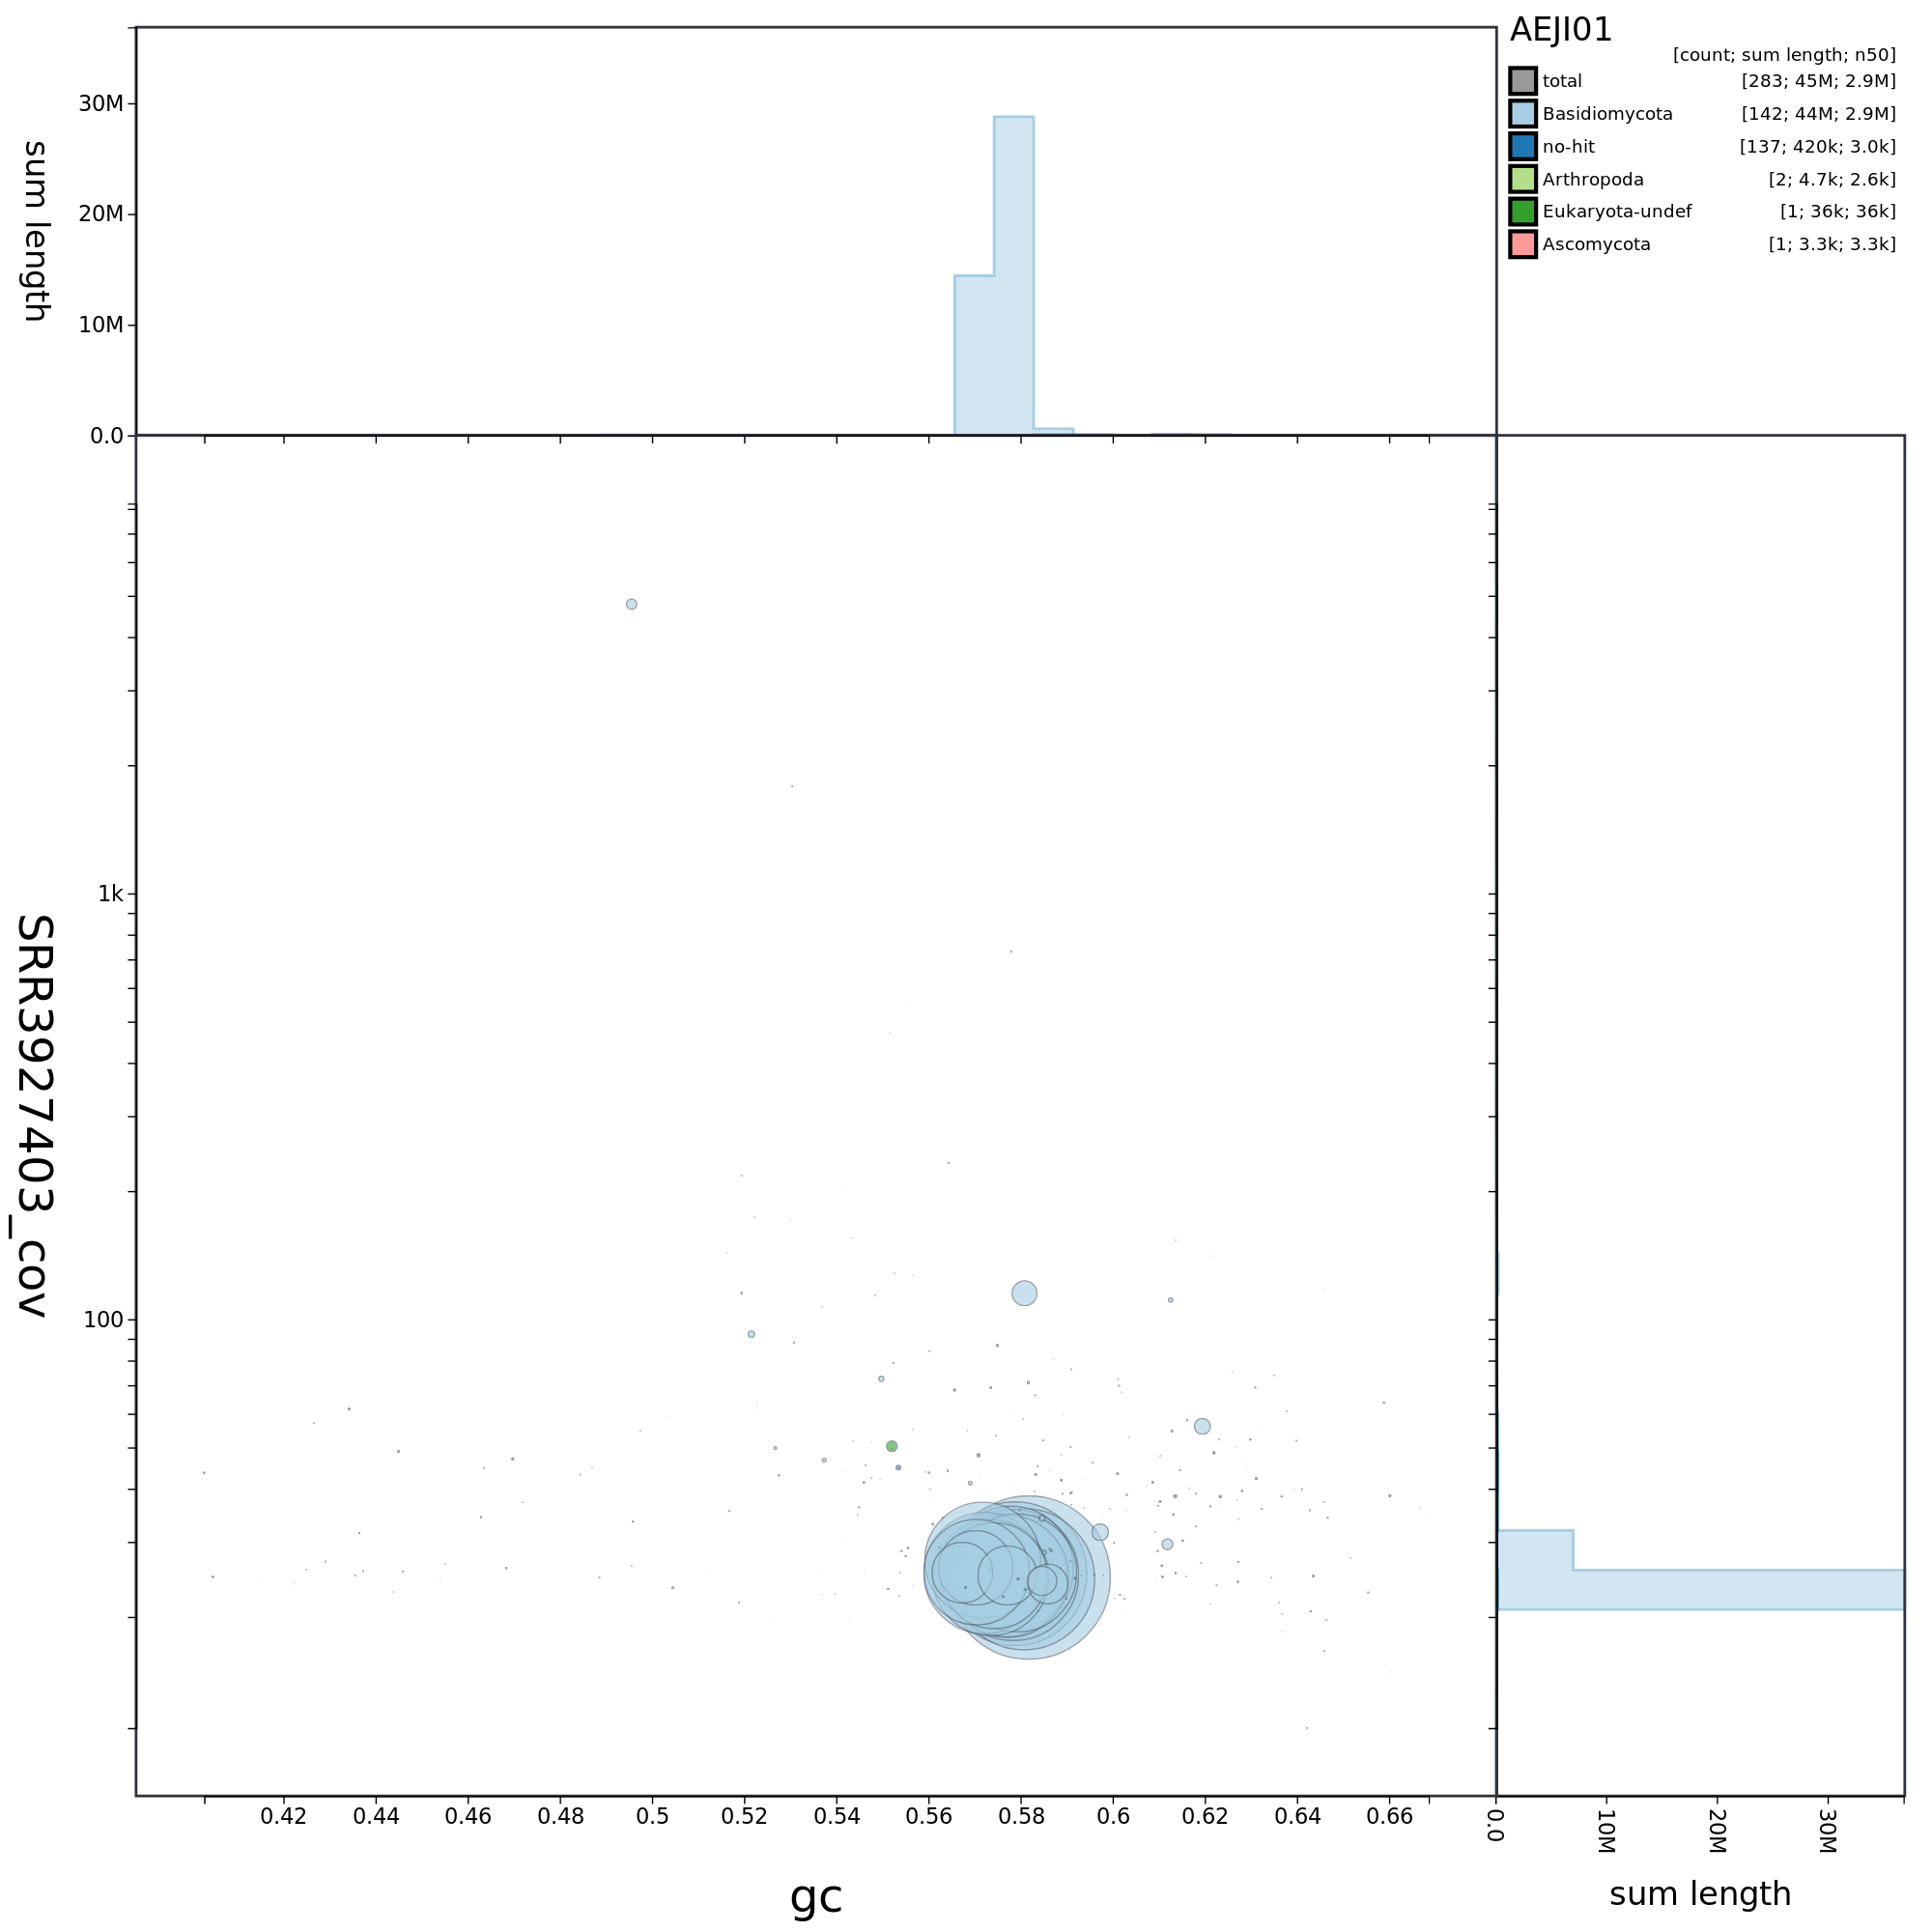 AEJI01
[count; sum length; n50]
total [283; 45M; 2.9M]
Basidiomycota [142; 44M; 2.9M]
no-hit [137; 420k; 3.0k]
Arthropoda [2; 4.7k; 2.6k]
Eukaryota-undef [1; 36k; 36k]
Ascomycota [1; 3.3k; 3.3k]
sum length
30M
20M
10M
0.0
SRR3927403_cov
1k
100
0.42 0.44 0.46 0.48 0.5 0.52 0.54 0.56 0.58 0.6 0.62 0.64 0.66
gc
0.0 10M 20M 30M
sum length